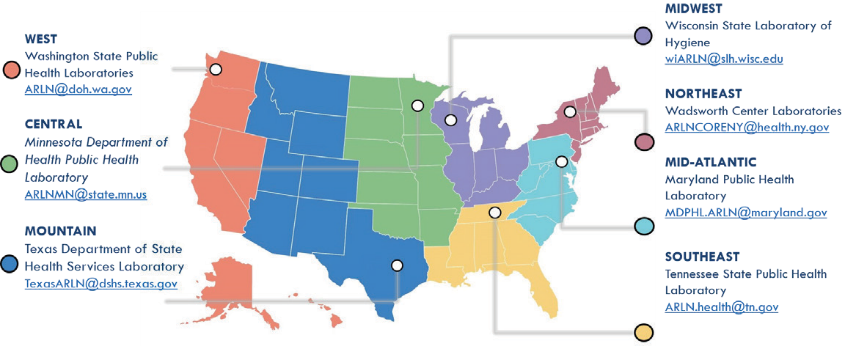 WEST
Washington State Public
Health Laboratories
ARLN@doh.wa.gov
CENTRAL
Minnesota Department of
Health Public Health
Laboratory
ARLNMN@state.mn.us
MOUNTAIN
Texas Department of State
Health Services Laboratory
TexasARLN@dshs.texas.gov
MIDWEST
Wisconsin State Laboratory of
Hygiene
wiARLN@slh.wisc.edu
NORTHEAST
Wadsworth Center Laboratories
ARLNCORENY@health.ny.gov
MID-ATLANTIC
Maryland Public Health
Laboratory
MDPHL.ARLN@maryland.gov
SOUTHEAST
Tennessee State Public Health
Laboratory
ARLN.health@tn.gov